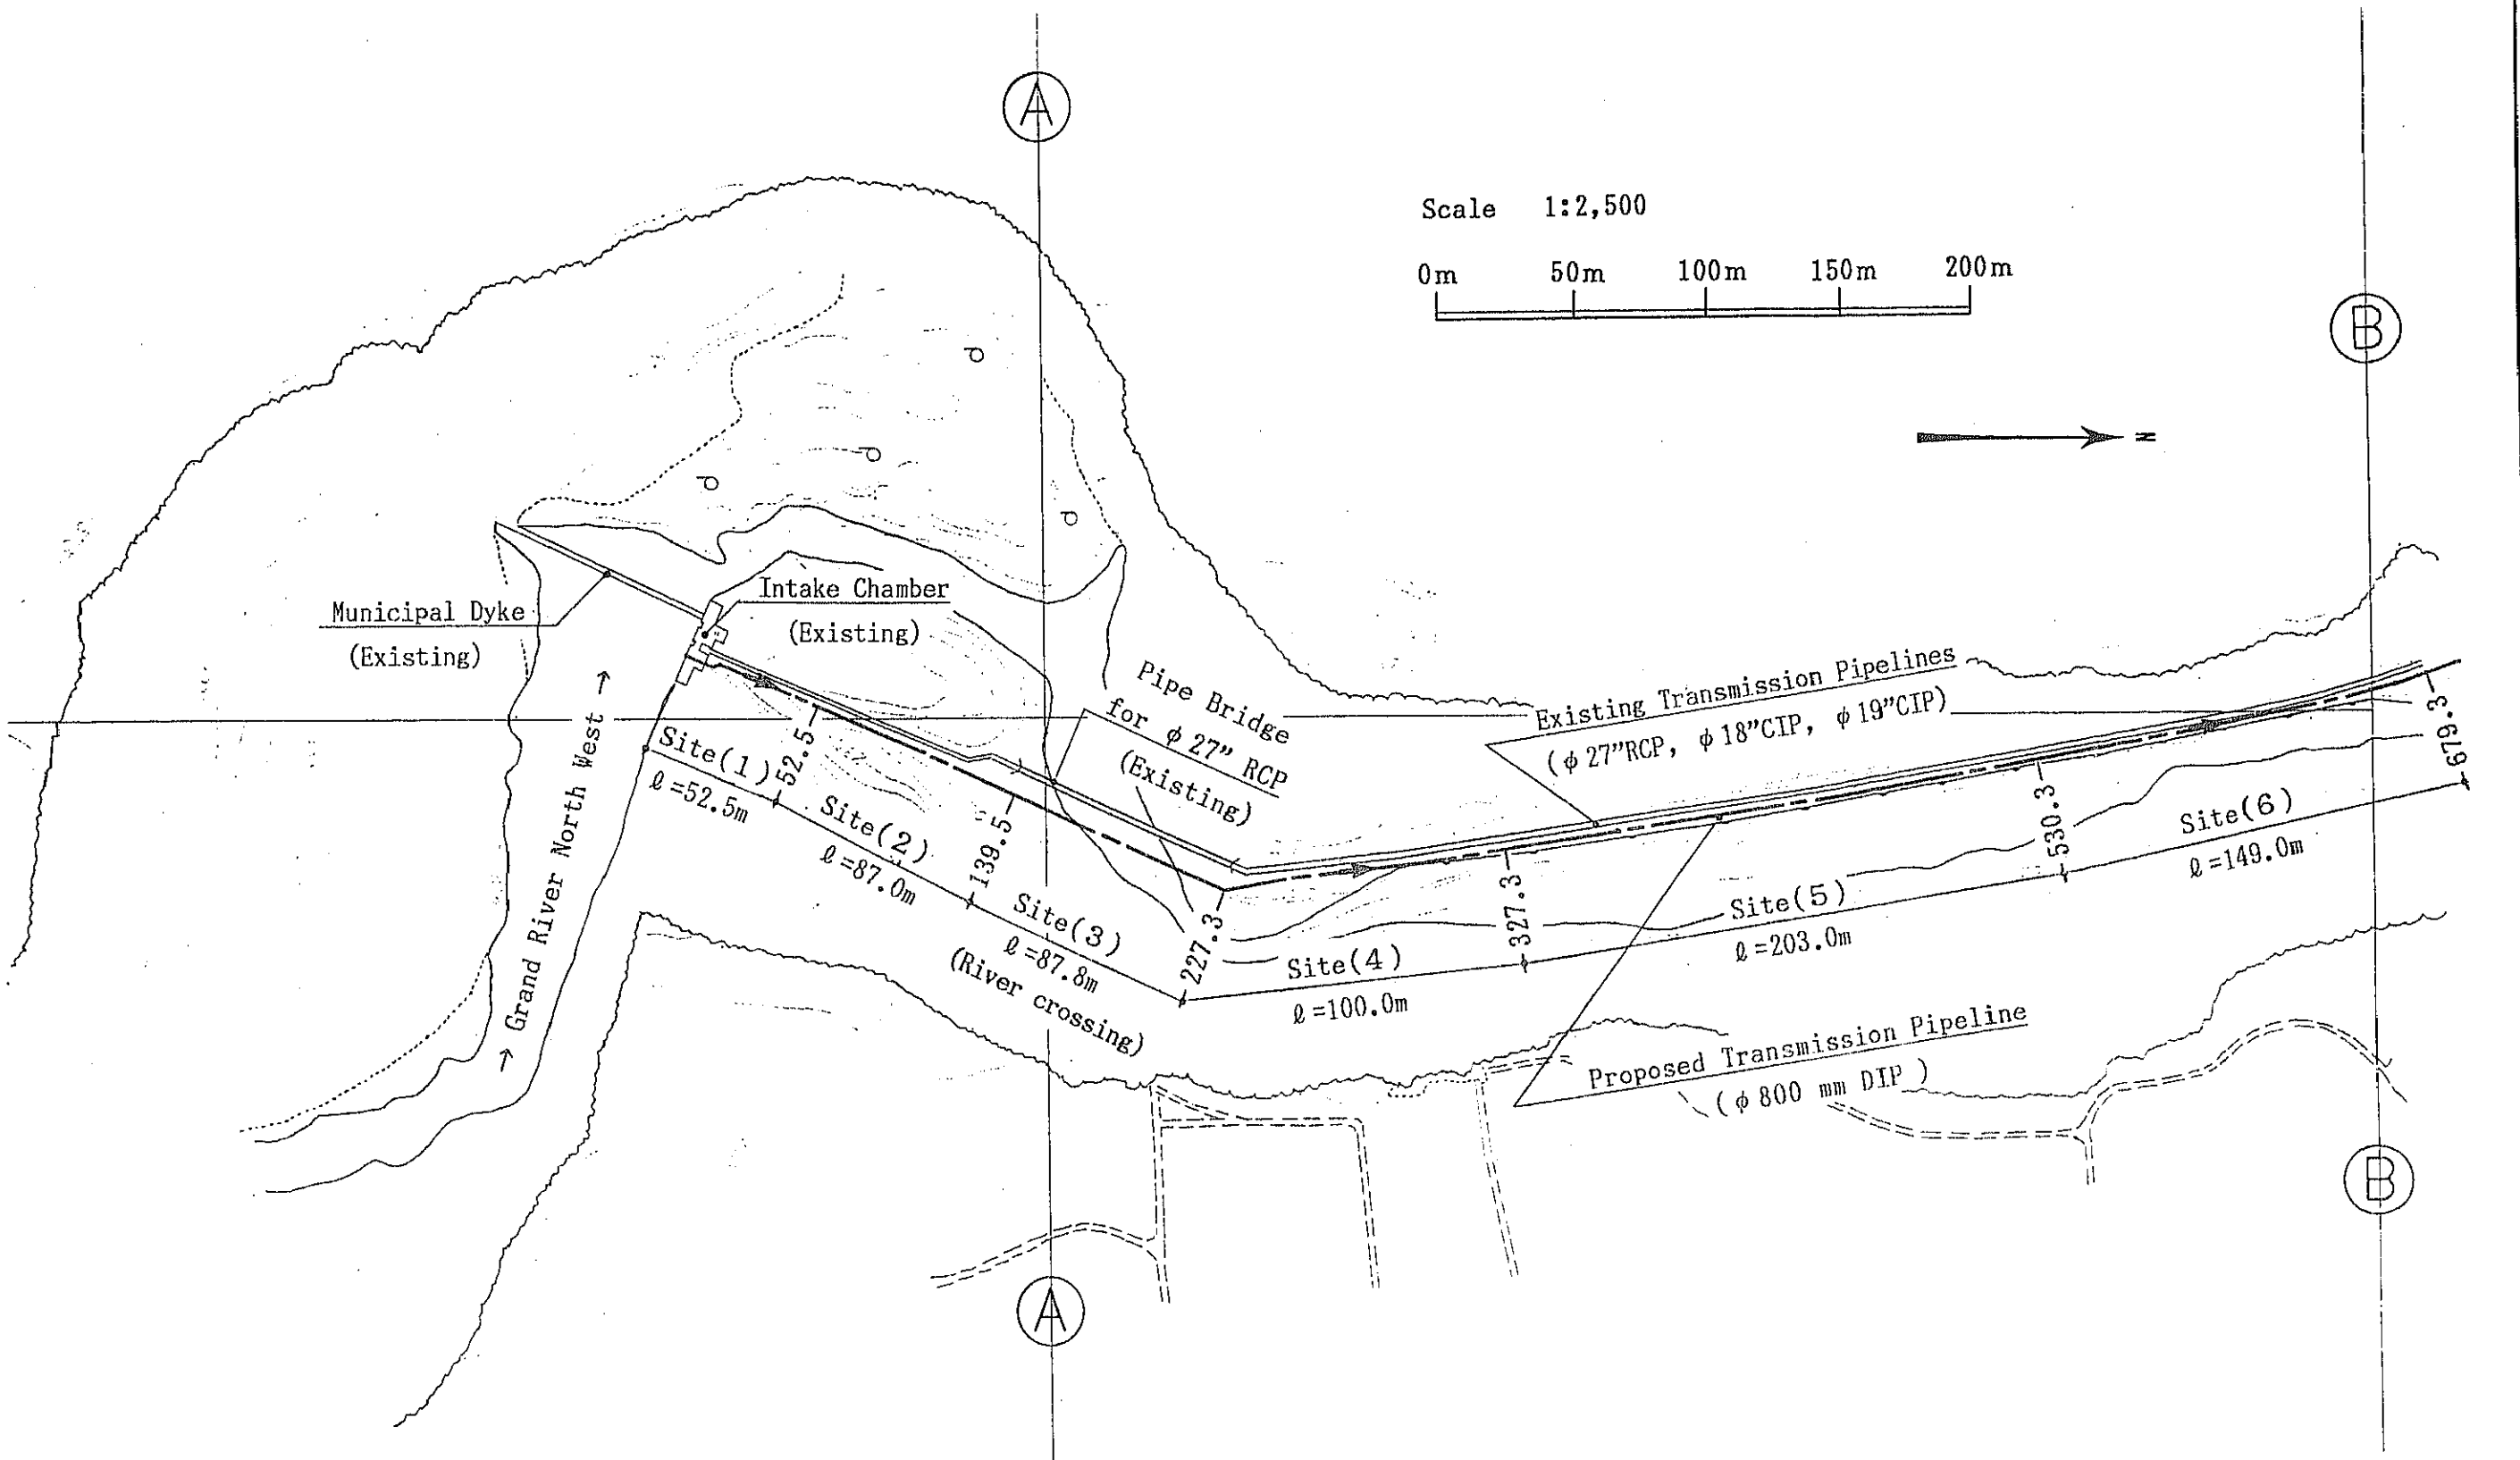 A
Scale 1:2,500
0m 50m 100m 150m 200m
B
N
Municipal Dyke
(Existing)
Intake Chamber
(Existing)
→ Grand River North West →
Pipe Bridge
for φ 27" RCP
(Existing)
Existing Transmission Pipelines
(φ 27"RCP, φ 18"CIP, φ 19"CIP)
Site(1)
ℓ=52.5m
52.5
Site(2)
ℓ=87.0m
139.5
Site(3)
ℓ=87.8m
(River crossing)
227.3
Site(4)
ℓ=100.0m
327.3
Site(5)
ℓ=203.0m
530.3
Site(6)
ℓ=149.0m
679.3
Proposed Transmission Pipeline
(φ 800 mm DIP)
A
B